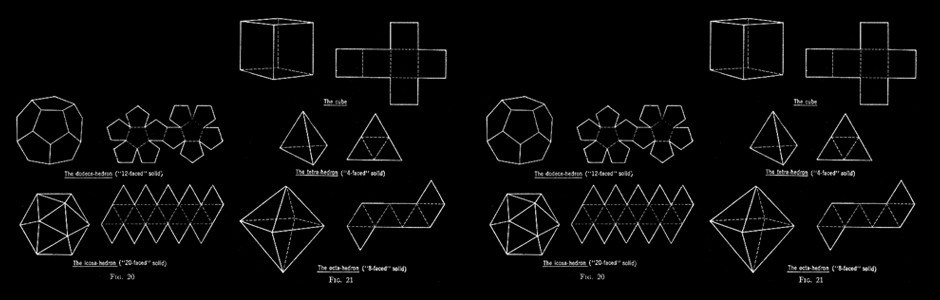 The cube
The dodeca-hedron ("12-faced" solid)
The tetra-hedron ("4-faced" solid)
The icosa-hedron ("20-faced" solid)
The octa-hedron ("8-faced" solid)
FIG. 20
FIG. 21
The cube
The dodeca-hedron ("12-faced" solid)
The tetra-hedron ("4-faced" solid)
The icosa-hedron ("20-faced" solid)
The octa-hedron ("8-faced" solid)
FIG. 20
FIG. 21